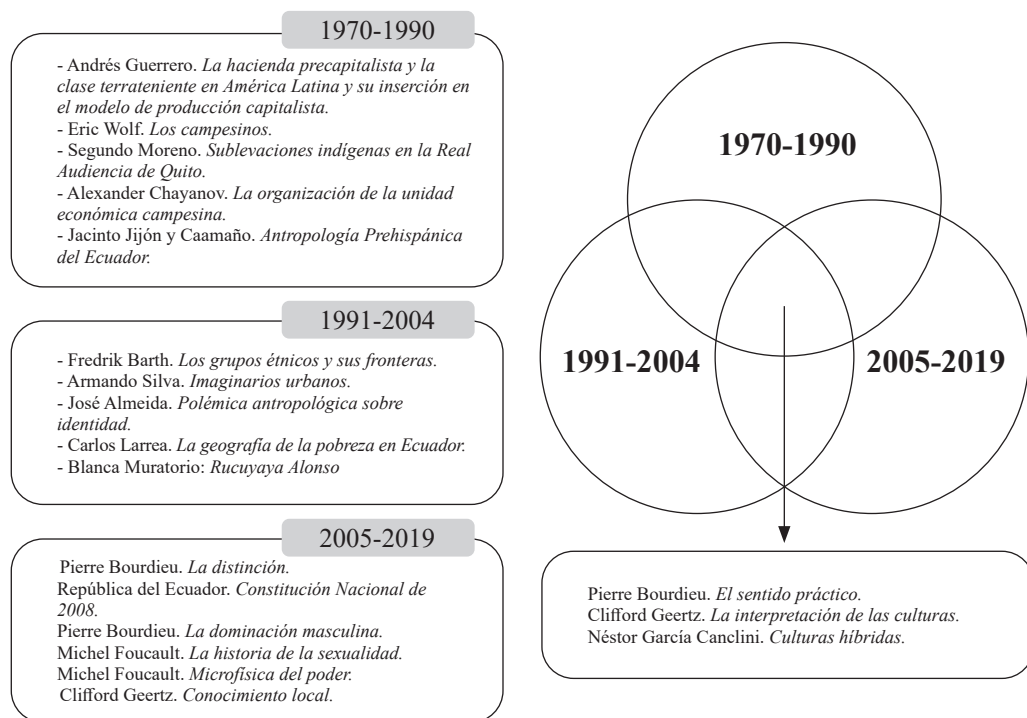 1970-1990
- Andrés Guerrero. La hacienda precapitalista y la
clase terrateniente en América Latina y su inserción en
el modelo de producción capitalista.
- Eric Wolf. Los campesinos.
- Segundo Moreno. Sublevaciones indígenas en la Real
Audiencia de Quito.
- Alexander Chayanov. La organización de la unidad
económica campesina.
- Jacinto Jijón y Caamaño. Antropología Prehispánica
del Ecuador.
1991-2004
- Fredrik Barth. Los grupos étnicos y sus fronteras.
- Armando Silva. Imaginarios urbanos.
- José Almeida. Polémica antropológica sobre
identidad.
- Carlos Larrea. La geografía de la pobreza en Ecuador.
- Blanca Muratorio: Rucuyaya Alonso
2005-2019
Pierre Bourdieu. La distinción.
República del Ecuador. Constitución Nacional de
2008.
Pierre Bourdieu. La dominación masculina.
Michel Foucault. La historia de la sexualidad.
Michel Foucault. Microfísica del poder.
Clifford Geertz. Conocimiento local.
1970-1990
1991-2004
2005-2019
Pierre Bourdieu. El sentido práctico.
Clifford Geertz. La interpretación de las culturas.
Néstor García Canclini. Culturas híbridas.